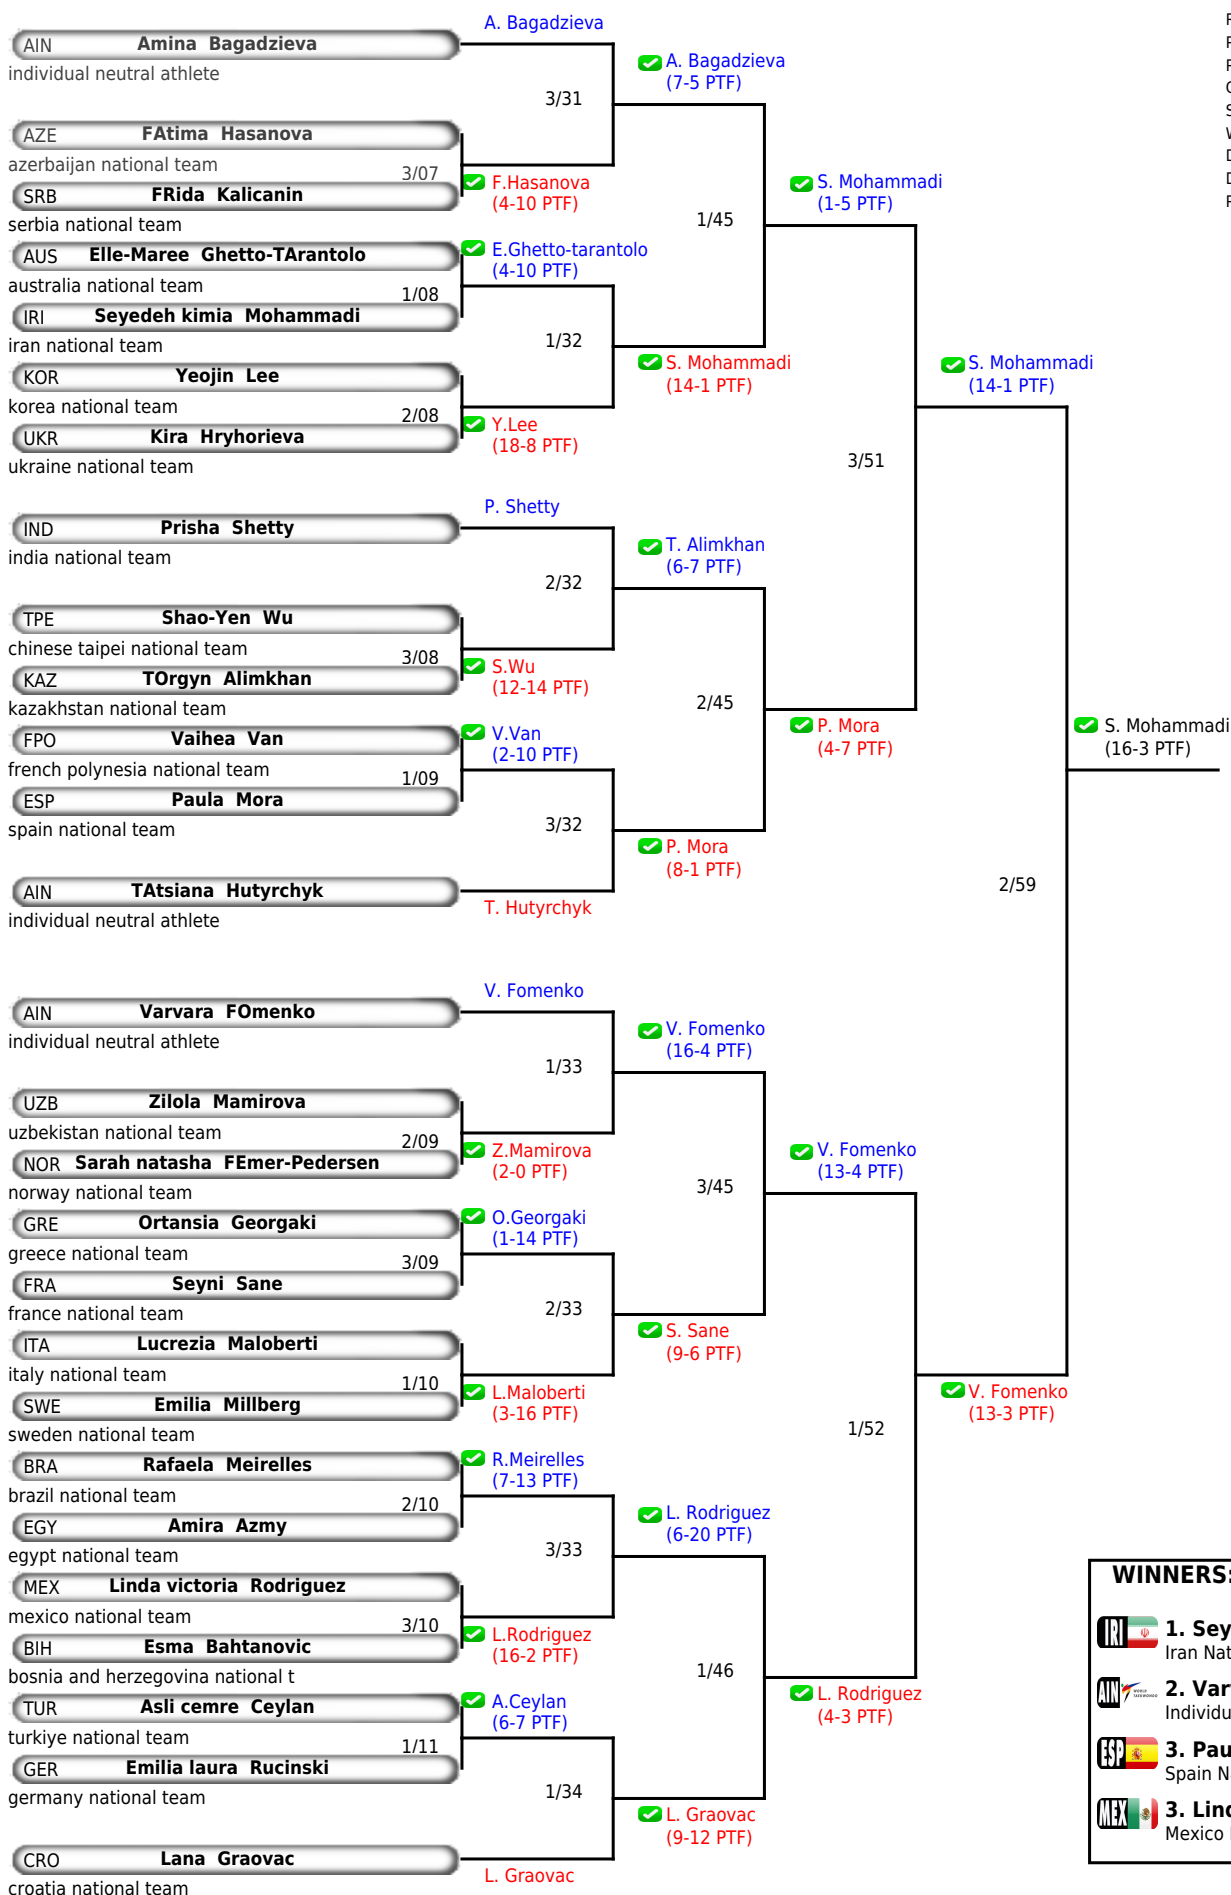 AIN Amina Bagadzieva
individual neutral athlete
AZE FAtima Hasanova
azerbaijan national team
3/07
SRB FRida Kalicanin
serbia national team
AUS Elle-Maree Ghetto-TArantolo
australia national team
1/08
IRI Seyedeh kimia Mohammadi
iran national team
KOR Yeojin Lee
korea national team
2/08
UKR Kira Hryhorieva
ukraine national team
IND Prisha Shetty
india national team
TPE Shao-Yen Wu
chinese taipei national team
3/08
KAZ TOrgyn Alimkhan
kazakhstan national team
FPO Vaihea Van
french polynesia national team
1/09
ESP Paula Mora
spain national team
AIN TAtsiana Hutyrchyk
individual neutral athlete
AIN Varvara FOmenko
individual neutral athlete
UZB Zilola Mamirova
uzbekistan national team
2/09
NOR Sarah natasha FEmer-Pedersen
norway national team
GRE Ortansia Georgaki
greece national team
3/09
FRA Seyni Sane
france national team
ITA Lucrezia Maloberti
italy national team
1/10
SWE Emilia Millberg
sweden national team
BRA Rafaela Meirelles
brazil national team
2/10
EGY Amira Azmy
egypt national team
MEX Linda victoria Rodriguez
mexico national team
3/10
BIH Esma Bahtanovic
bosnia and herzegovina national t
TUR Asli cemre Ceylan
turkiye national team
1/11
GER Emilia laura Rucinski
germany national team
CRO Lana Graovac
croatia national team
A. Bagadzieva
3/31
F.Hasanova
(4-10 PTF)
E.Ghetto-tarantolo
(4-10 PTF)
1/32
Y.Lee
(18-8 PTF)
P. Shetty
2/32
S.Wu
(12-14 PTF)
V.Van
(2-10 PTF)
3/32
T. Hutyrchyk
V. Fomenko
1/33
Z.Mamirova
(2-0 PTF)
O.Georgaki
(1-14 PTF)
2/33
L.Maloberti
(3-16 PTF)
R.Meirelles
(7-13 PTF)
3/33
L.Rodriguez
(16-2 PTF)
A.Ceylan
(6-7 PTF)
1/34
L. Graovac
A. Bagadzieva
(7-5 PTF)
1/45
S. Mohammadi
(14-1 PTF)
T. Alimkhan
(6-7 PTF)
2/45
P. Mora
(8-1 PTF)
V. Fomenko
(16-4 PTF)
3/45
S. Sane
(9-6 PTF)
L. Rodriguez
(6-20 PTF)
1/46
L. Graovac
(9-12 PTF)
S. Mohammadi
(1-5 PTF)
3/51
P. Mora
(4-7 PTF)
V. Fomenko
(13-4 PTF)
1/52
L. Rodriguez
(4-3 PTF)
S. Mohammadi
(14-1 PTF)
2/59
V. Fomenko
(13-3 PTF)
S. Mohammadi
(16-3 PTF)
WINNERS:
IRI 1. Sey
Iran Nat
AIN 2. Var
Individu
ESP 3. Pau
Spain N
MEX 3. Lind
Mexico